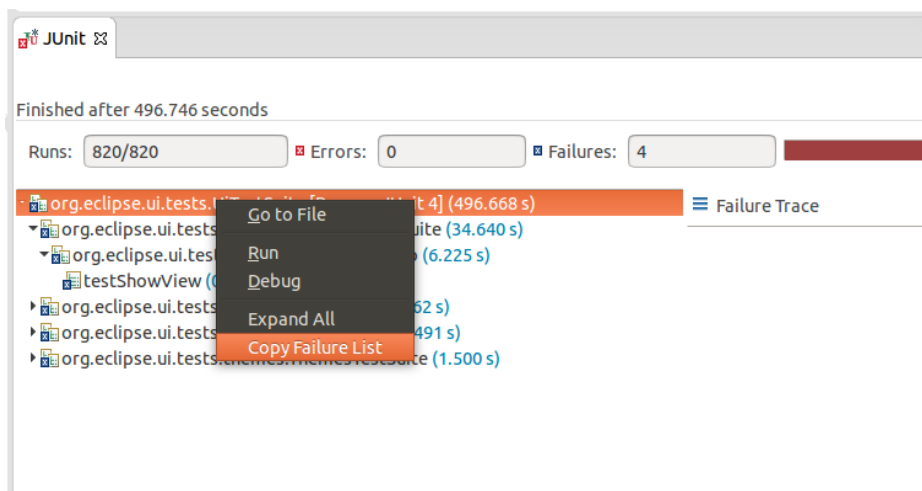 JUnit
Finished after 496.746 seconds
Runs: 820/820 Errors: 0 Failures: 4
org.eclipse.ui.tests. 4] (496.668 s)
Go to File
Failure Trace
org.eclipse.ui.tests (34.640 s)
org.eclipse.ui.tes (6.225 s)
Run
testShowView
Debug
org.eclipse.ui.tests 62 s)
Expand All
org.eclipse.ui.tests 491 s)
Copy Failure List
org.eclipse.ui.tests.themes.ThemesTestSuite (1.500 s)